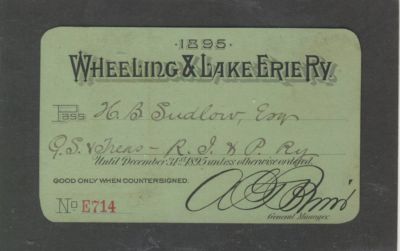 ·1895·
WHEELING & LAKE ERIE RY.
Pass H. B. Sudlow, Esq
G. S. & Treas – R. I. & P. Ry
Until December 31st 1895 unless otherwise ordered.
GOOD ONLY WHEN COUNTERSIGNED.
No E714
General Manager.